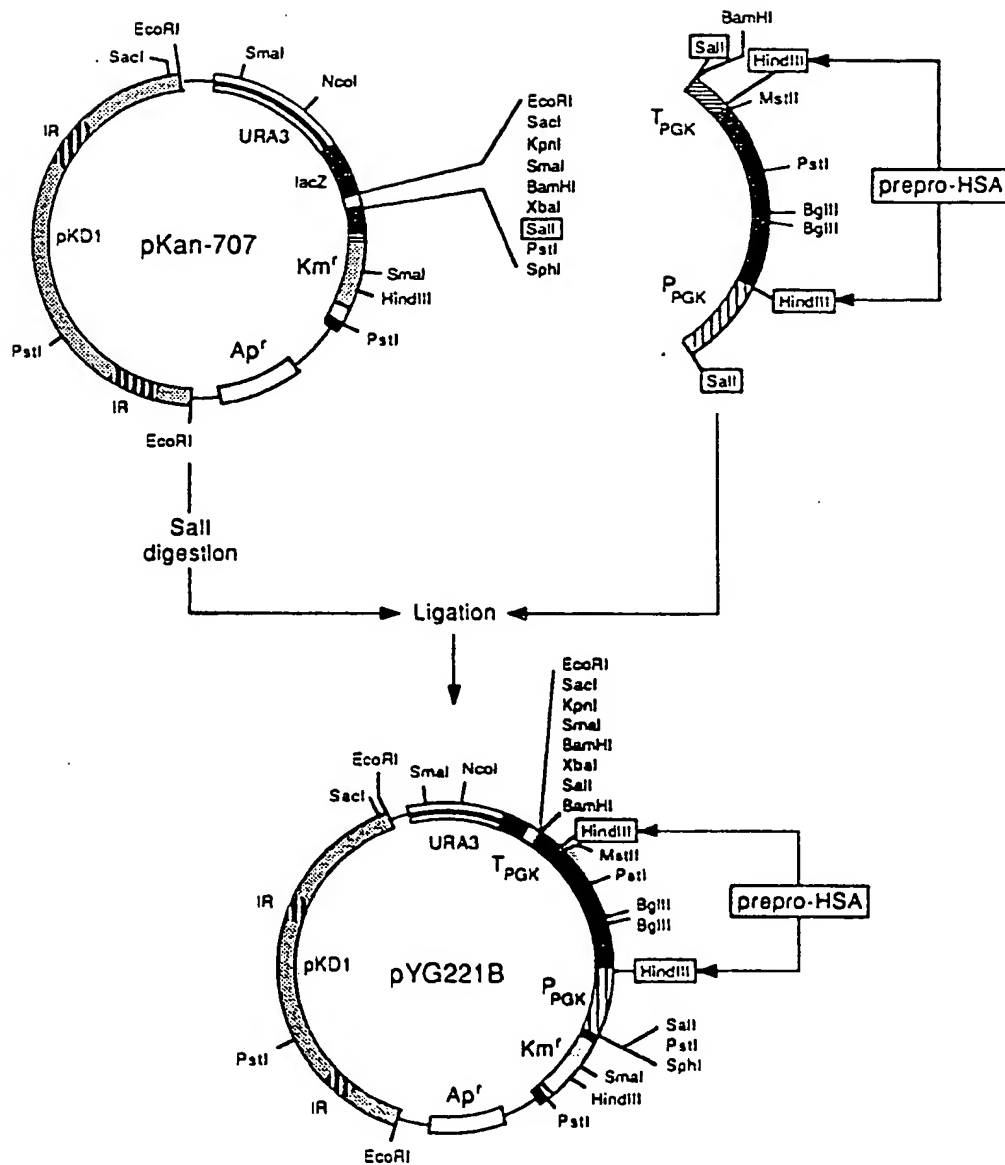 EcoRI
SacI
SmaI
NcoI
URA3
lacZ
IR
pKD1
pKan-707
Km^r
SmaI
HindIII
PstI
PstI
Ap^r
IR
EcoRI
EcoRI
SacI
KpnI
SmaI
BamHI
XbaI
SalI
PstI
SphI
BamHI
SalI
HindIII
MstII
T_PGK
PstI
prepro-HSA
BglII
BglII
P_PGK
HindIII
SalI
SalI
digestion
Ligation
EcoRI
SacI
KpnI
SmaI
BamHI
XbaI
SalI
BamHI
EcoRI
SacI
SmaI
NcoI
URA3
T_PGK
HindIII
MstII
PstI
BglII
BglII
prepro-HSA
IR
pKD1
pYG221B
HindIII
P_PGK
SalI
PstI
SphI
Km^r
SmaI
HindIII
PstI
PstI
Ap^r
IR
EcoRI